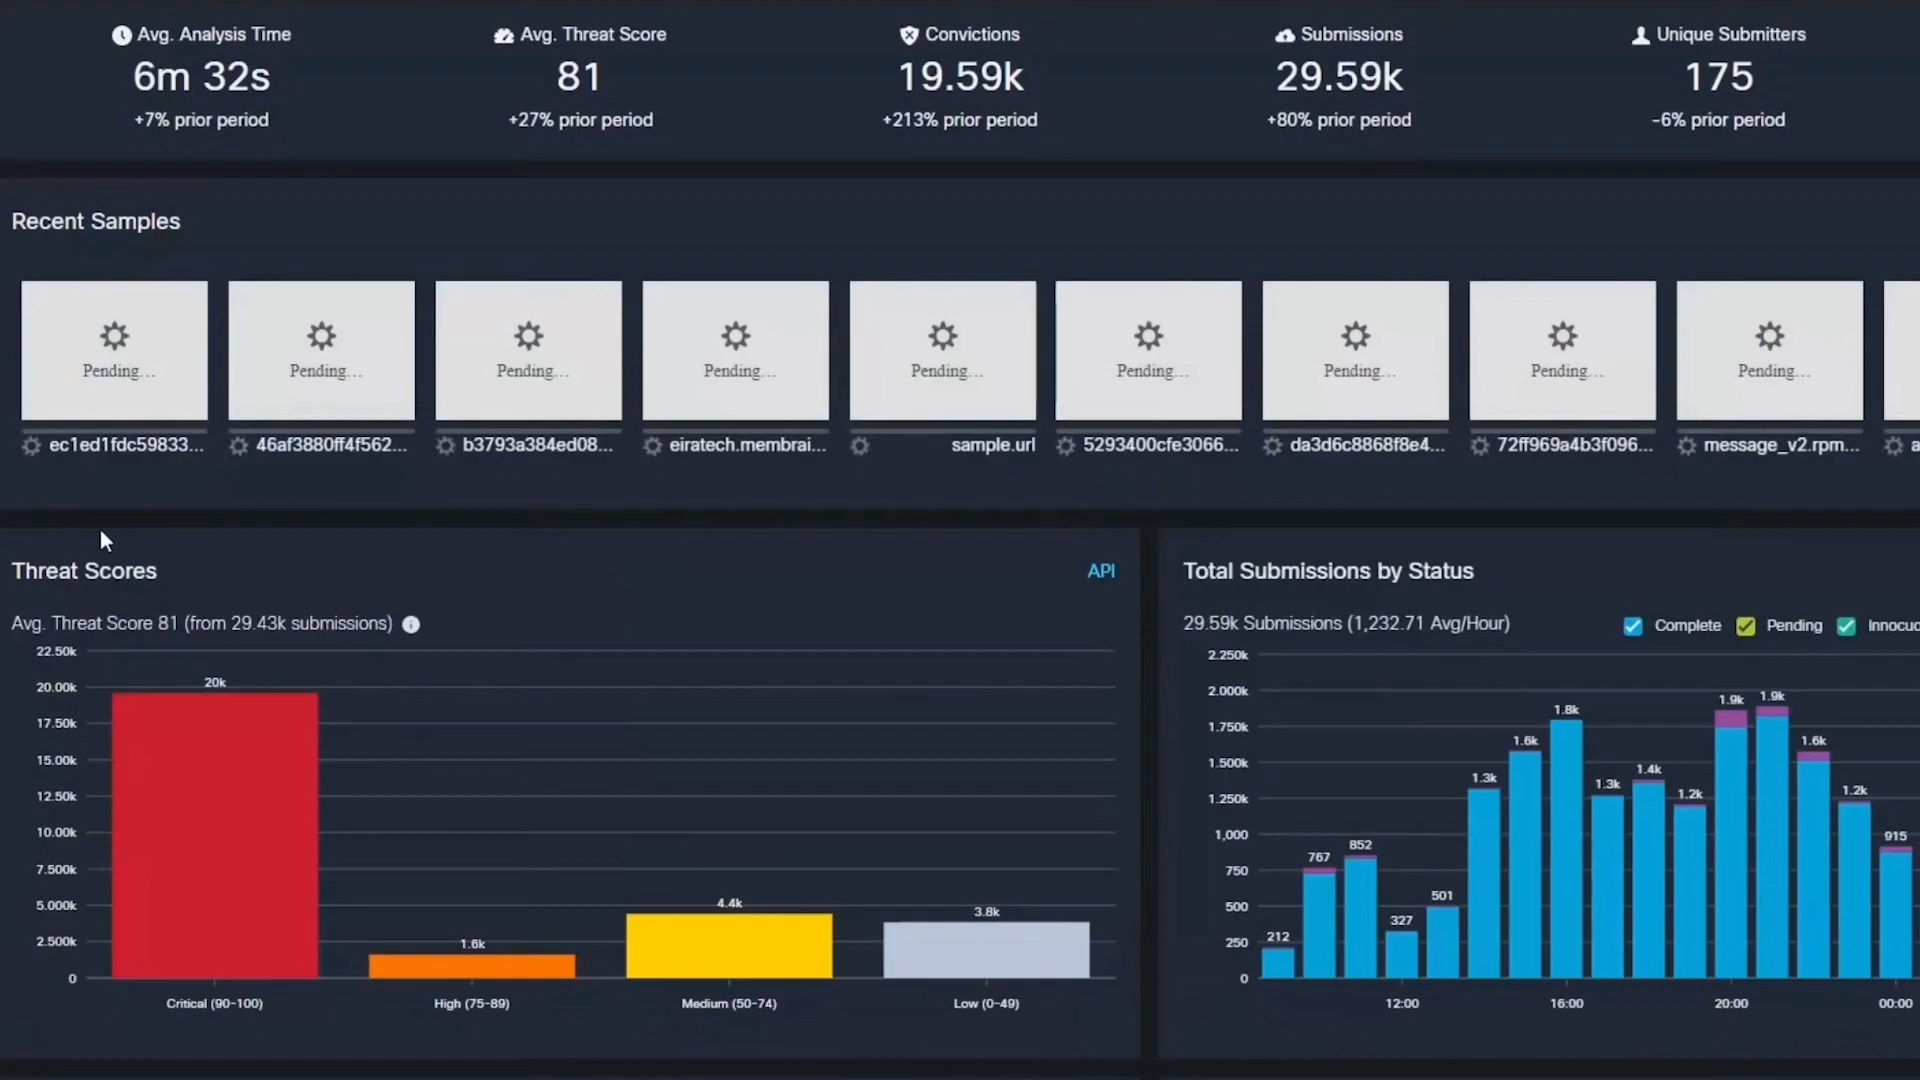 Avg. Analysis Time
6m 32s
+7% prior period
Avg. Threat Score
81
+27% prior period
Convictions
19.59k
+213% prior period
Submissions
29.59k
+80% prior period
Unique Submitters
175
-6% prior period
Recent Samples
Pending...
Pending...
Pending...
Pending...
Pending...
Pending...
Pending...
Pending...
Pending...
ec1ed1fdc59833...
46af3880ff4f562...
b3793a384ed08...
eiratech.membrai...
sample.url
5293400cfe3066...
da3d6c8868f8e4...
72ff969a4b3f096...
message_v2.rpm...
a
Threat Scores
API
Avg. Threat Score 81 (from 29.43k submissions)
22.50k
20.00k
17.50k
15.00k
12.50k
10.00k
7.500k
5.000k
2.500k
0
20k
1.6k
4.4k
3.8k
Critical (90-100)
High (75-89)
Medium (50-74)
Low (0-49)
Total Submissions by Status
29.59k Submissions (1,232.71 Avg/Hour)
Complete
Pending
Innocuo
2.250k
2.000k
1.750k
1.500k
1.250k
1,000
750
500
250
0
212
767
852
327
501
1.3k
1.6k
1.8k
1.3k
1.4k
1.2k
1.9k
1.9k
1.6k
1.2k
915
12:00
16:00
20:00
00:00